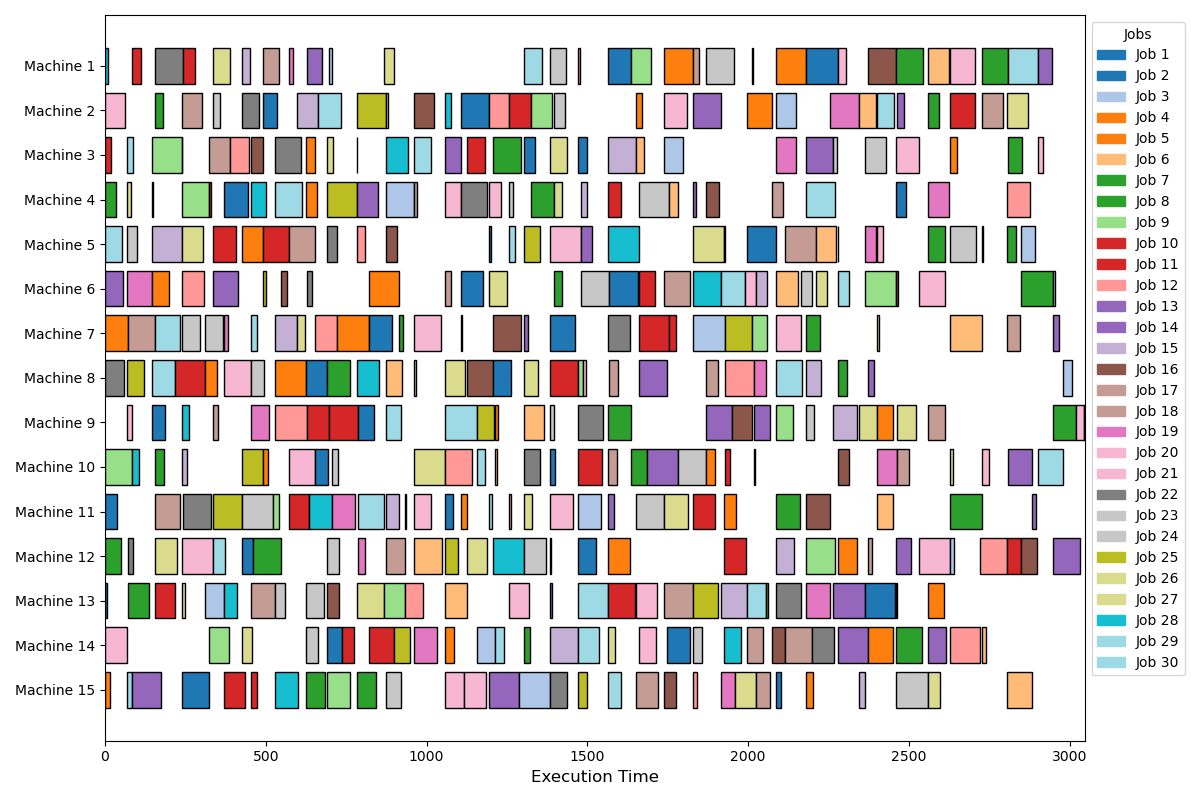 Machine 1
Machine 2
Machine 3
Machine 4
Machine 5
Machine 6
Machine 7
Machine 8
Machine 9
Machine 10
Machine 11
Machine 12
Machine 13
Machine 14
Machine 15
0 500 1000 1500 2000 2500 3000
Execution Time
Jobs
Job 1
Job 2
Job 3
Job 4
Job 5
Job 6
Job 7
Job 8
Job 9
Job 10
Job 11
Job 12
Job 13
Job 14
Job 15
Job 16
Job 17
Job 18
Job 19
Job 20
Job 21
Job 22
Job 23
Job 24
Job 25
Job 26
Job 27
Job 28
Job 29
Job 30